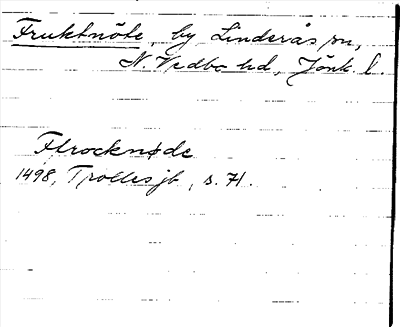 Fruktnöte, by Linderås sn,
N. Vedbo hd, Jönk. l.
Flrocknøde
1498, Trolles jb, s. 71.